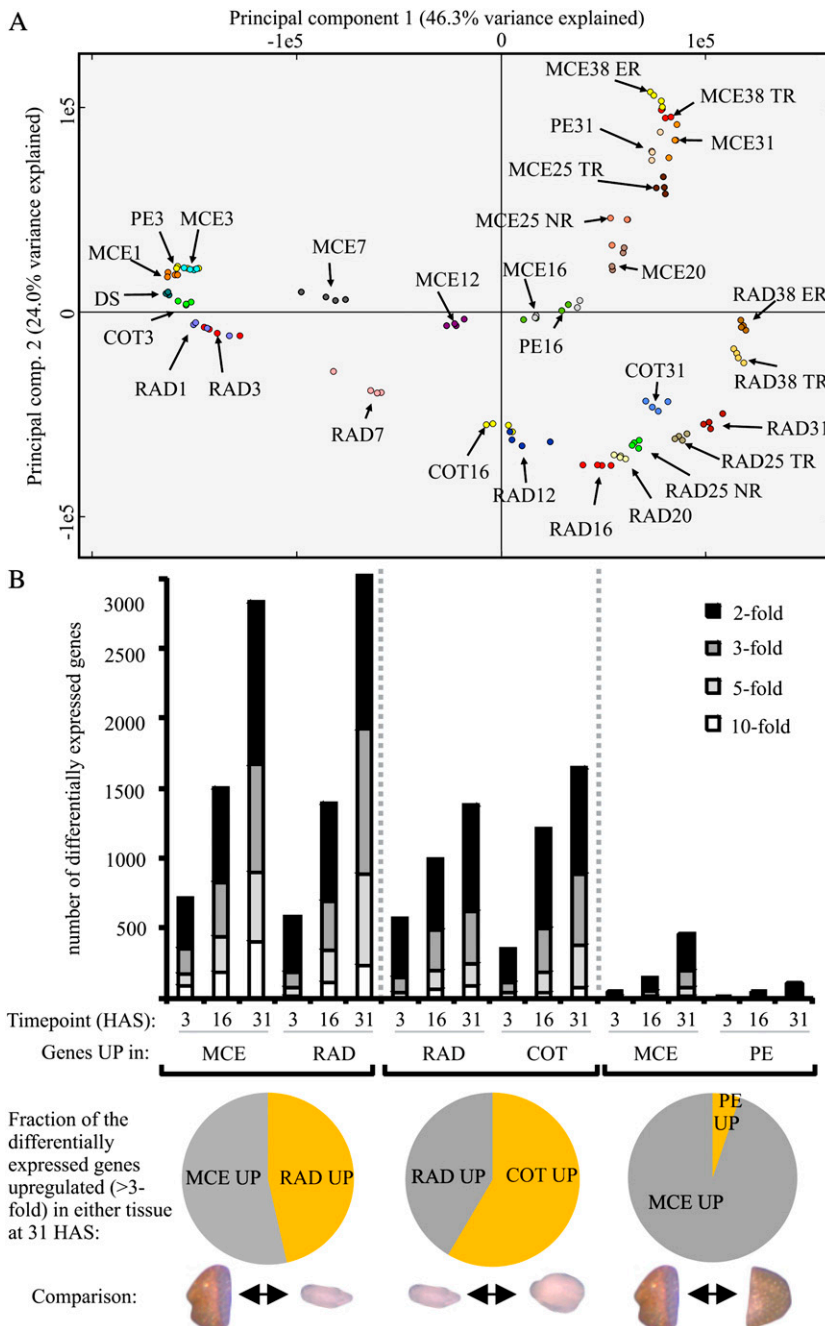 A
Principal component 1 (46.3% variance explained)
-1e5 0 1e5
Principal comp. 2 (24.0% variance explained)
1e5
0
-1e5
MCE38 ER
MCE38 TR
PE31
MCE31
MCE25 TR
MCE25 NR
MCE20
PE3
MCE3
MCE1
MCE7
DS
MCE12
MCE16
COT3
PE16
RAD38 ER
RAD1
RAD3
RAD38 TR
COT31
RAD7
RAD31
COT16
RAD12
RAD25 TR
RAD25 NR
RAD16
RAD20
B
number of differentially expressed genes
3000
2500
2000
1500
1000
500
2-fold
3-fold
5-fold
10-fold
Timepoint (HAS): 3 16 31 3 16 31 3 16 31 3 16 31 3 16 31 3 16 31
Genes UP in: MCE RAD RAD COT MCE PE
Fraction of the
differentially
expressed genes
upregulated (>3-
fold) in either tissue
at 31 HAS:
MCE UP RAD UP
RAD UP COT UP
PE
UP
MCE UP
Comparison: